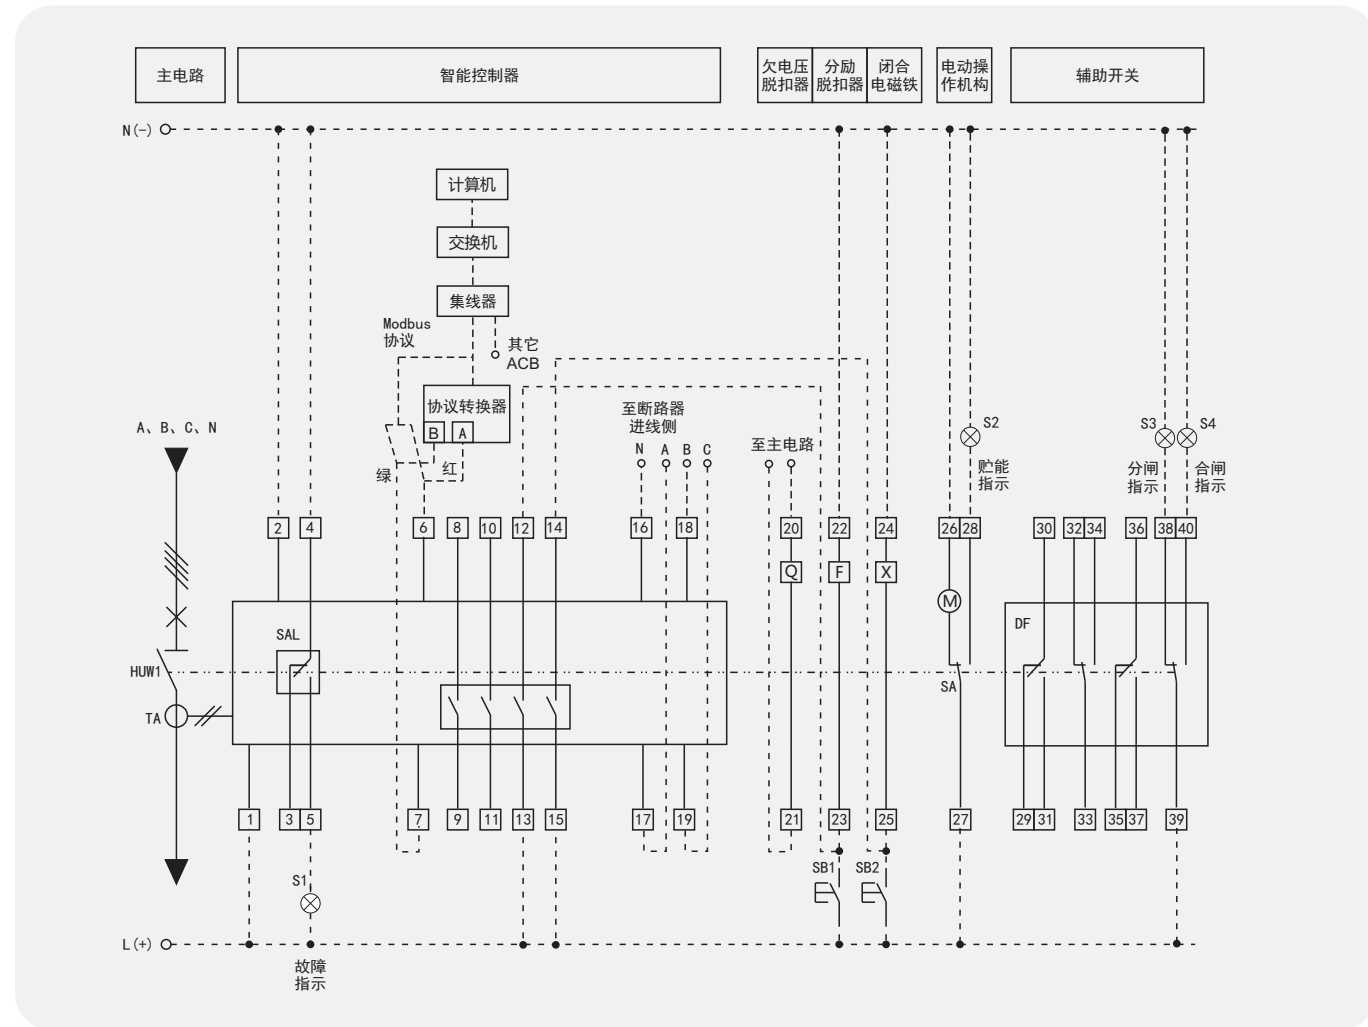 主电路
智能控制器
欠电压
脱扣器
分励
脱扣器
闭合
电磁铁
电动操
作机构
辅助开关
N(−)
计算机
交换机
集线器
Modbus
协议
其它
ACB
协议转换器
B A
绿
红
A、B、C、N
至断路器
进线侧
N A B C
至主电路
S2
贮能
指示
S3
S4
分闸
指示
合闸
指示
2 4 6 8 10 12 14 16 18 20 22 24 26 28 30 32 34 36 38 40
Q F X
M
SAL
DF
HUW1
SA
TA
1 3 5 7 9 11 13 15 17 19 21 23 25 27 29 31 33 35 37 39
SB1 SB2
S1
L(+)
故障
指示